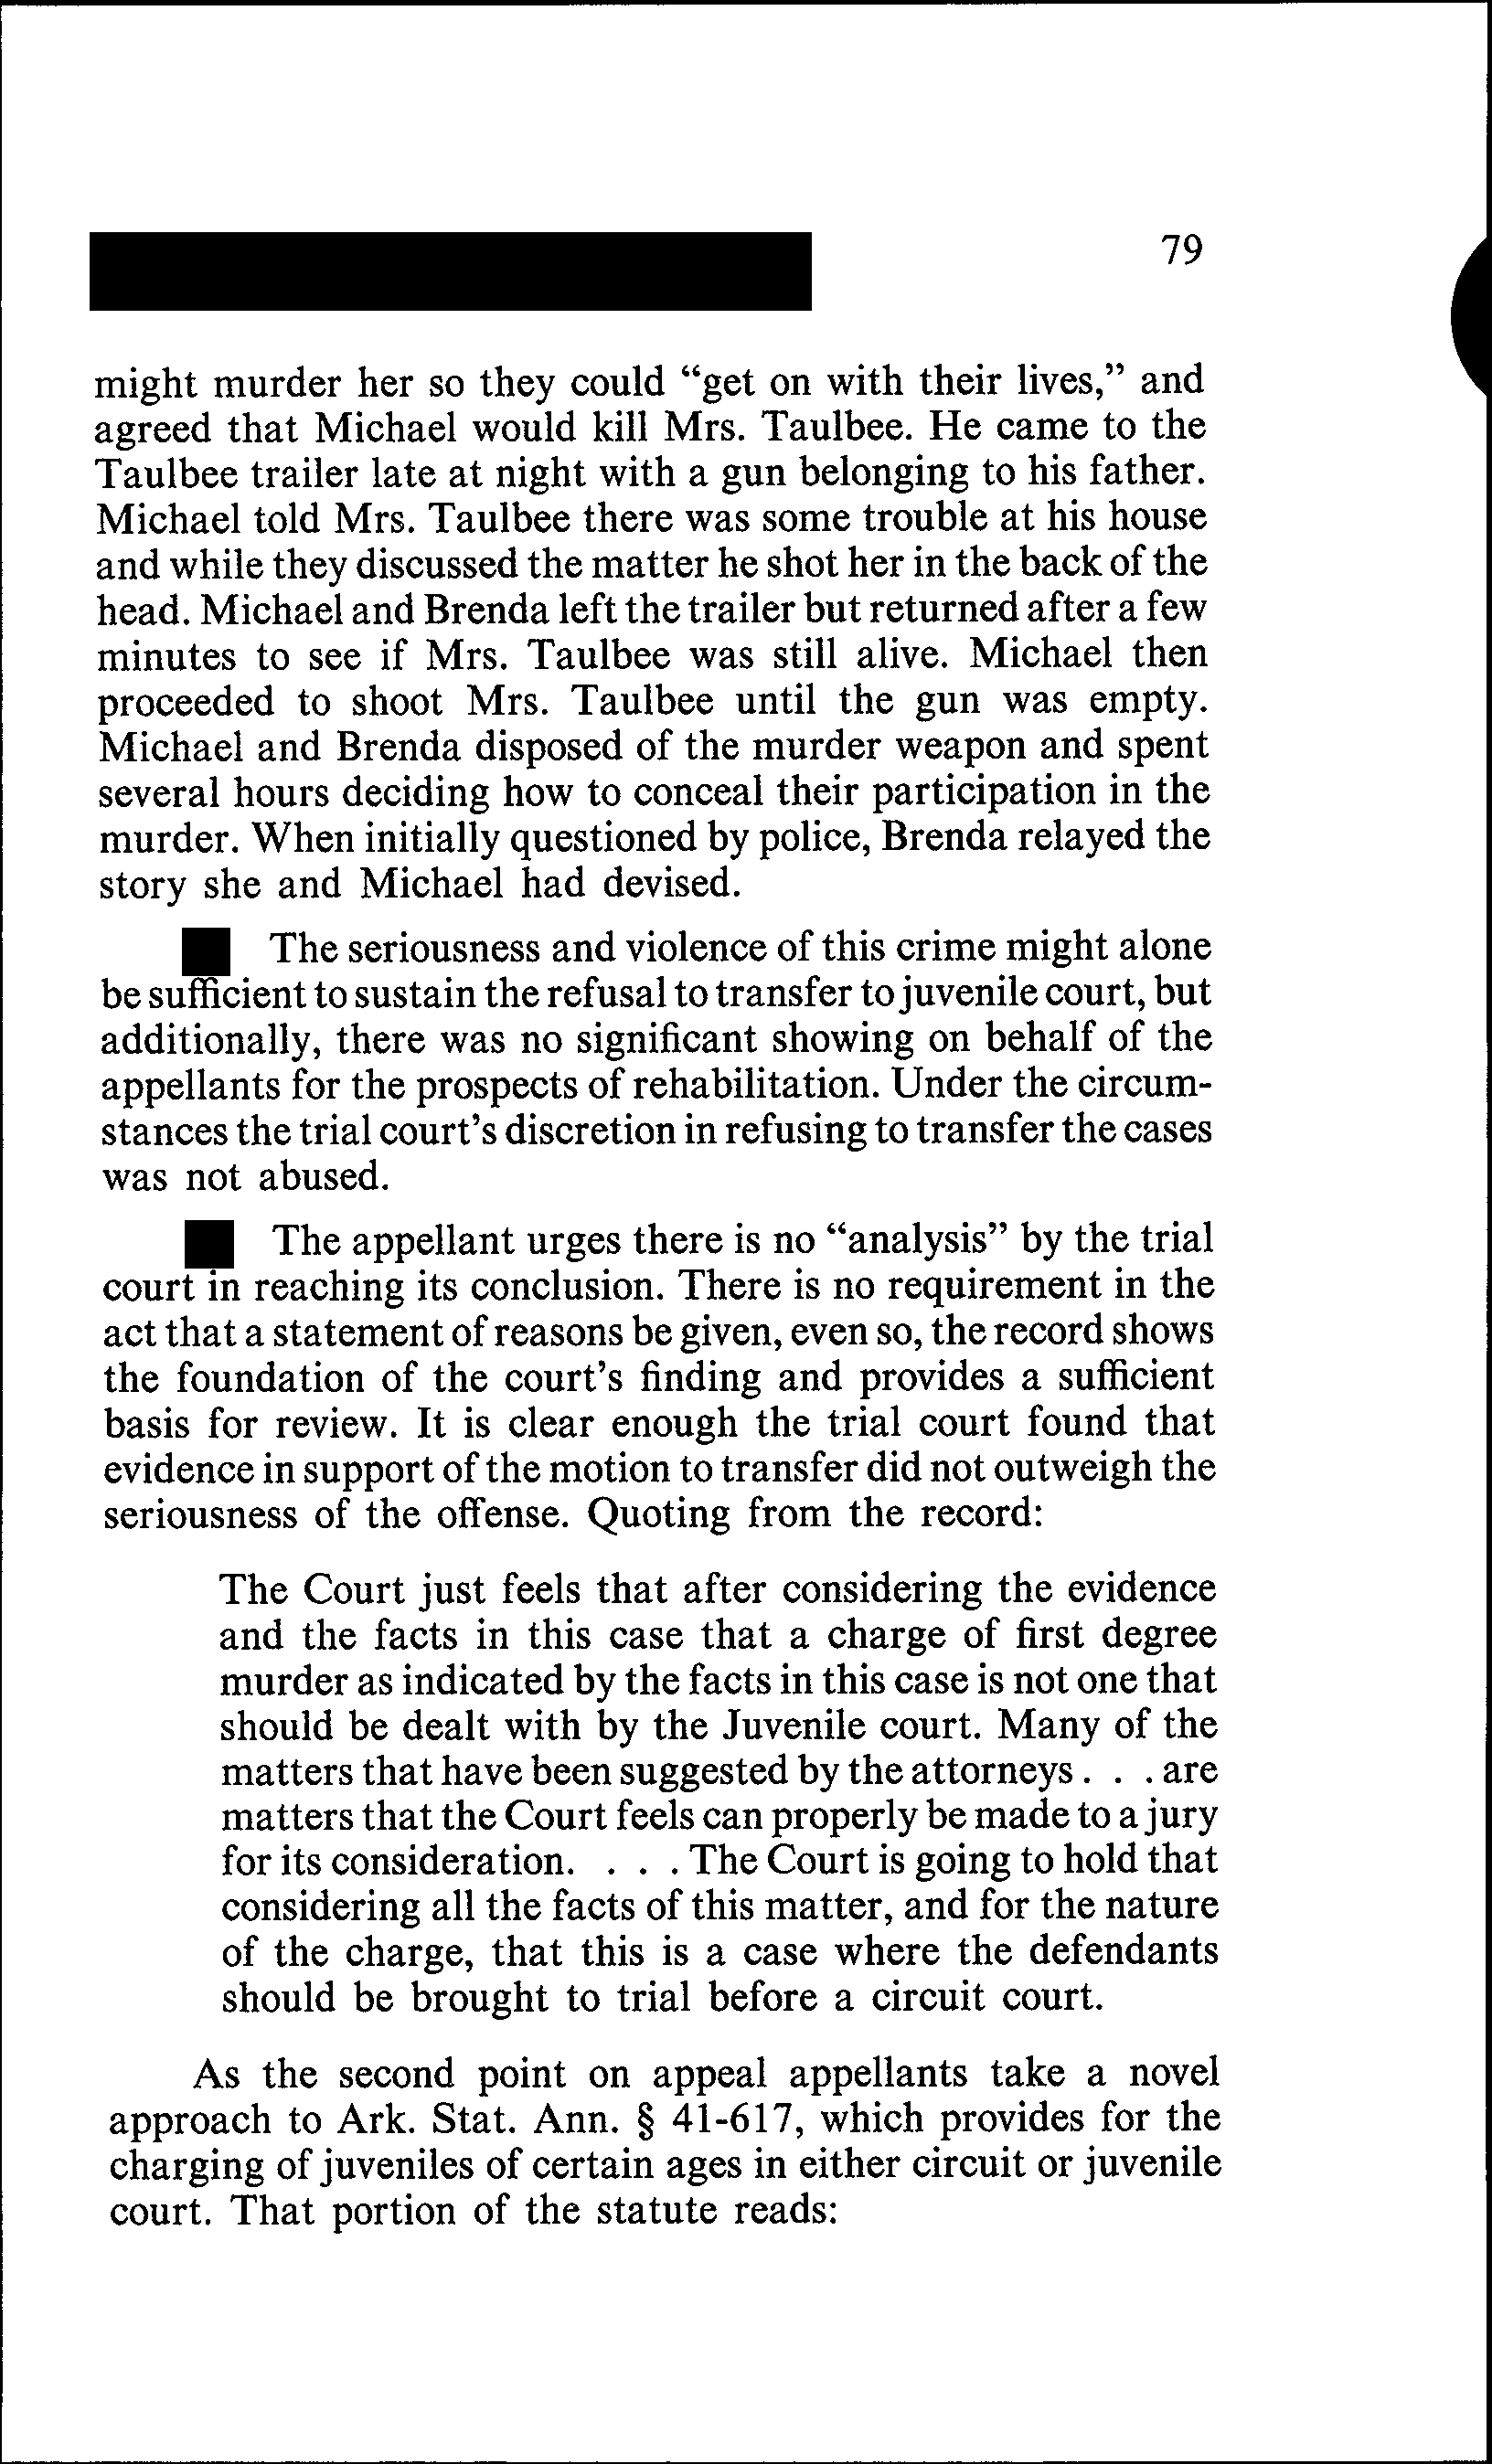 79
might murder her so they could “get on with their lives,” and
agreed that Michael would kill Mrs. Taulbee. He came to the
Taulbee trailer late at night with a gun belonging to his father.
Michael told Mrs. Taulbee there was some trouble at his house
and while they discussed the matter he shot her in the back of the
head. Michael and Brenda left the trailer but returned after a few
minutes to see if Mrs. Taulbee was still alive. Michael then
proceeded to shoot Mrs. Taulbee until the gun was empty.
Michael and Brenda disposed of the murder weapon and spent
several hours deciding how to conceal their participation in the
murder. When initially questioned by police, Brenda relayed the
story she and Michael had devised.
The seriousness and violence of this crime might alone
be sufficient to sustain the refusal to transfer to juvenile court, but
additionally, there was no significant showing on behalf of the
appellants for the prospects of rehabilitation. Under the circum-
stances the trial court’s discretion in refusing to transfer the cases
was not abused.
The appellant urges there is no “analysis” by the trial
court in reaching its conclusion. There is no requirement in the
act that a statement of reasons be given, even so, the record shows
the foundation of the court’s finding and provides a sufficient
basis for review. It is clear enough the trial court found that
evidence in support of the motion to transfer did not outweigh the
seriousness of the offense. Quoting from the record:
The Court just feels that after considering the evidence
and the facts in this case that a charge of first degree
murder as indicated by the facts in this case is not one that
should be dealt with by the Juvenile court. Many of the
matters that have been suggested by the attorneys . . . are
matters that the Court feels can properly be made to a jury
for its consideration. . . . The Court is going to hold that
considering all the facts of this matter, and for the nature
of the charge, that this is a case where the defendants
should be brought to trial before a circuit court.
As the second point on appeal appellants take a novel
approach to Ark. Stat. Ann. § 41-617, which provides for the
charging of juveniles of certain ages in either circuit or juvenile
court. That portion of the statute reads: